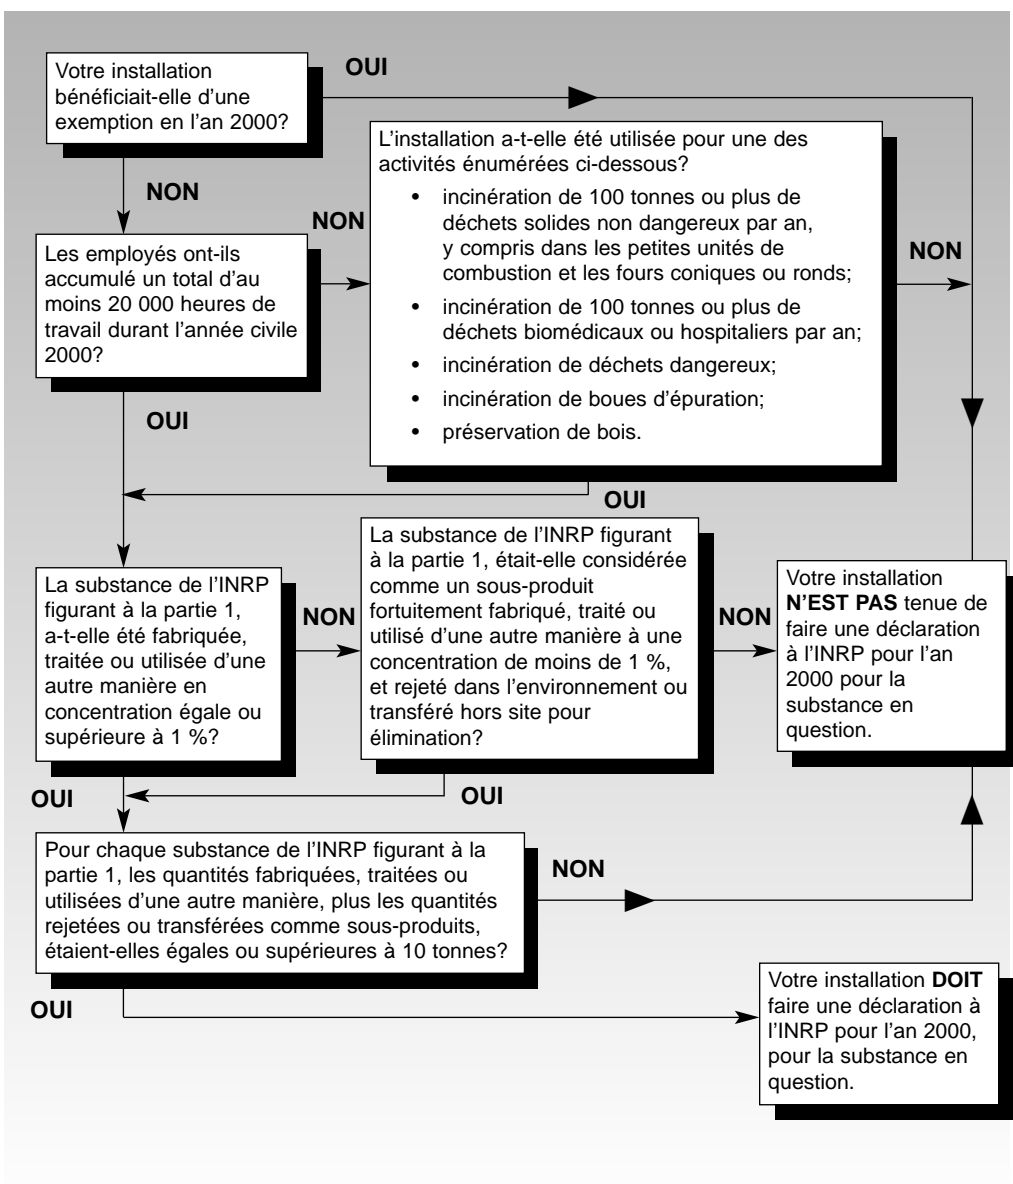 Votre installation
bénéficiait-elle d'une
exemption en l'an 2000?
OUI
NON
L'installation a-t-elle été utilisée pour une des
activités énumérées ci-dessous?
• incinération de 100 tonnes ou plus de
déchets solides non dangereux par an,
y compris dans les petites unités de
combustion et les fours coniques ou ronds;
• incinération de 100 tonnes ou plus de
déchets biomédicaux ou hospitaliers par an;
• incinération de déchets dangereux;
• incinération de boues d'épuration;
• préservation de bois.
NON
NON
Les employés ont-ils
accumulé un total d'au
moins 20 000 heures de
travail durant l'année civile
2000?
OUI
OUI
La substance de l'INRP
figurant à la partie 1,
a-t-elle été fabriquée,
traitée ou utilisée d'une
autre manière en
concentration égale ou
supérieure à 1 %?
NON
La substance de l'INRP figurant
à la partie 1, était-elle considérée
comme un sous-produit
fortuitement fabriqué, traité ou
utilisé d'une autre manière à une
concentration de moins de 1 %,
et rejeté dans l'environnement ou
transféré hors site pour
élimination?
NON
Votre installation
N'EST PAS tenue de
faire une déclaration
à l'INRP pour l'an
2000 pour la
substance en
question.
OUI
OUI
Pour chaque substance de l'INRP figurant à la
partie 1, les quantités fabriquées, traitées ou
utilisées d'une autre manière, plus les quantités
rejetées ou transférées comme sous-produits,
étaient-elles égales ou supérieures à 10 tonnes?
NON
OUI
Votre installation DOIT
faire une déclaration à
l'INRP pour l'an 2000,
pour la substance en
question.